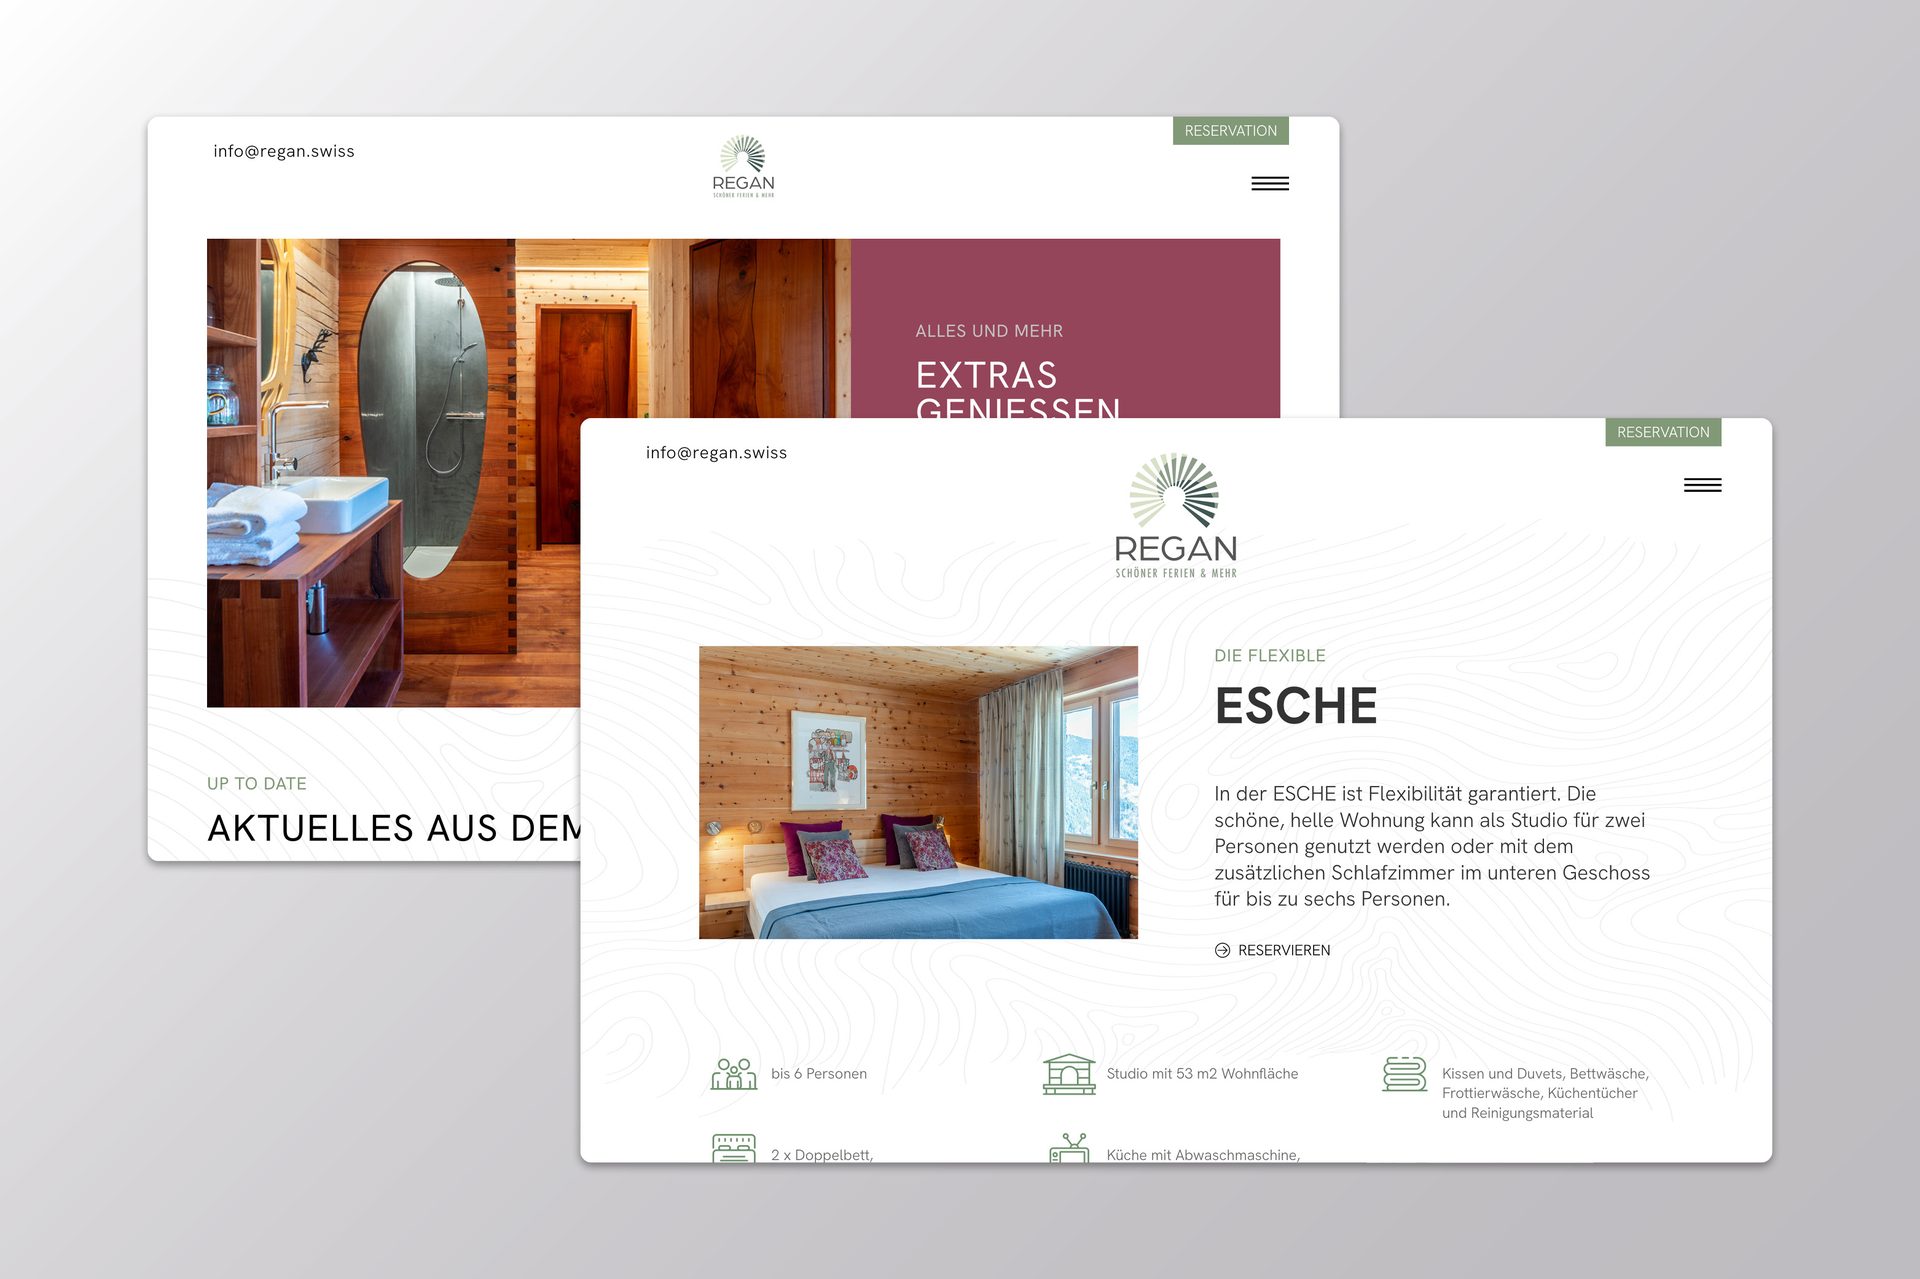 info@regan.swiss
REGAN
SCHÖNER FERIEN & MEHR
RESERVATION
ALLES UND MEHR
EXTRAS
GENIESSEN
UP TO DATE
AKTUELLES AUS DEM
info@regan.swiss
REGAN
SCHÖNER FERIEN & MEHR
RESERVATION
DIE FLEXIBLE
ESCHE
In der ESCHE ist Flexibilität garantiert. Die
schöne, helle Wohnung kann als Studio für zwei
Personen genutzt werden oder mit dem
zusätzlichen Schlafzimmer im unteren Geschoss
für bis zu sechs Personen.
RESERVIEREN
bis 6 Personen
Studio mit 53 m2 Wohnfläche
Kissen und Duvets, Bettwäsche,
Frottierwäsche, Küchentücher
und Reinigungsmaterial
2 x Doppelbett,
Küche mit Abwaschmaschine,